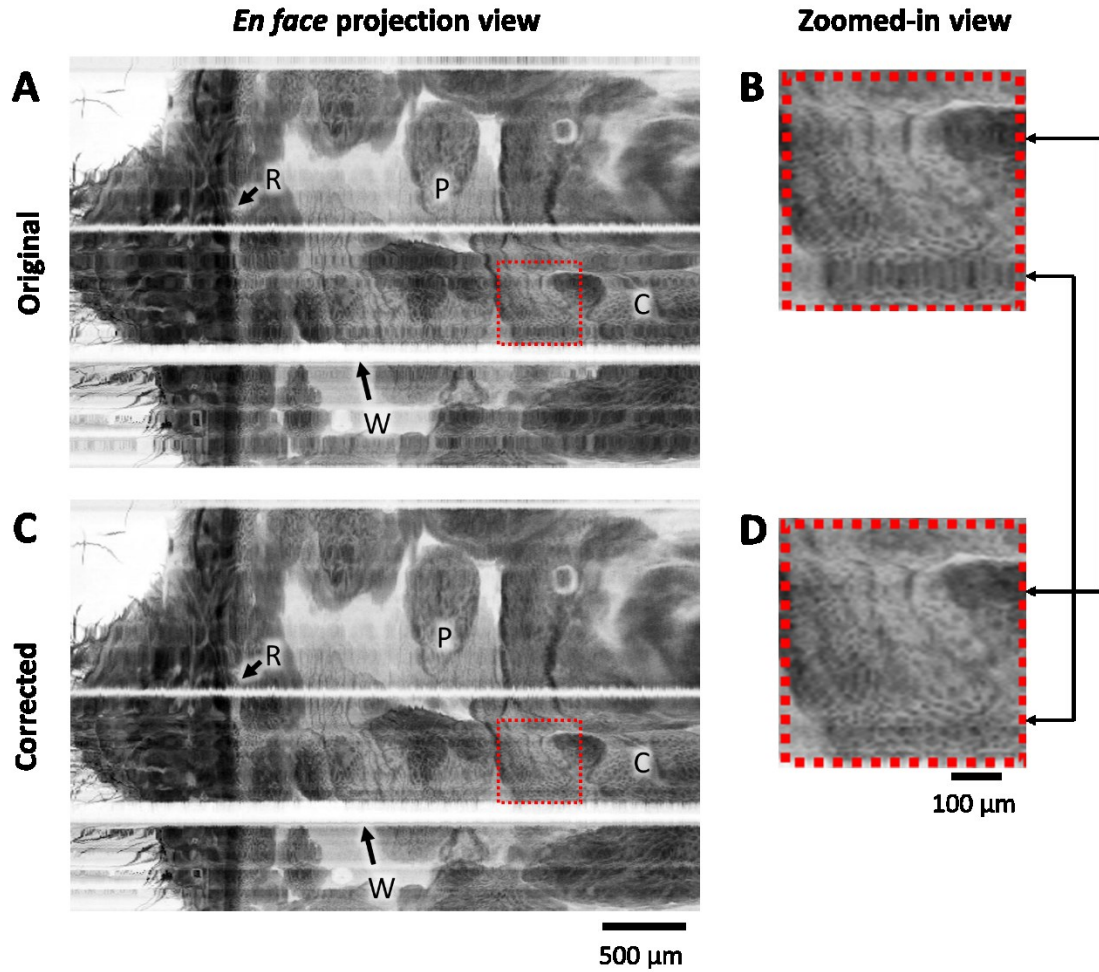 En face projection view
Zoomed-in view
A
B
Original
R
P
C
W
C
D
Corrected
R
P
C
W
100 µm
500 µm